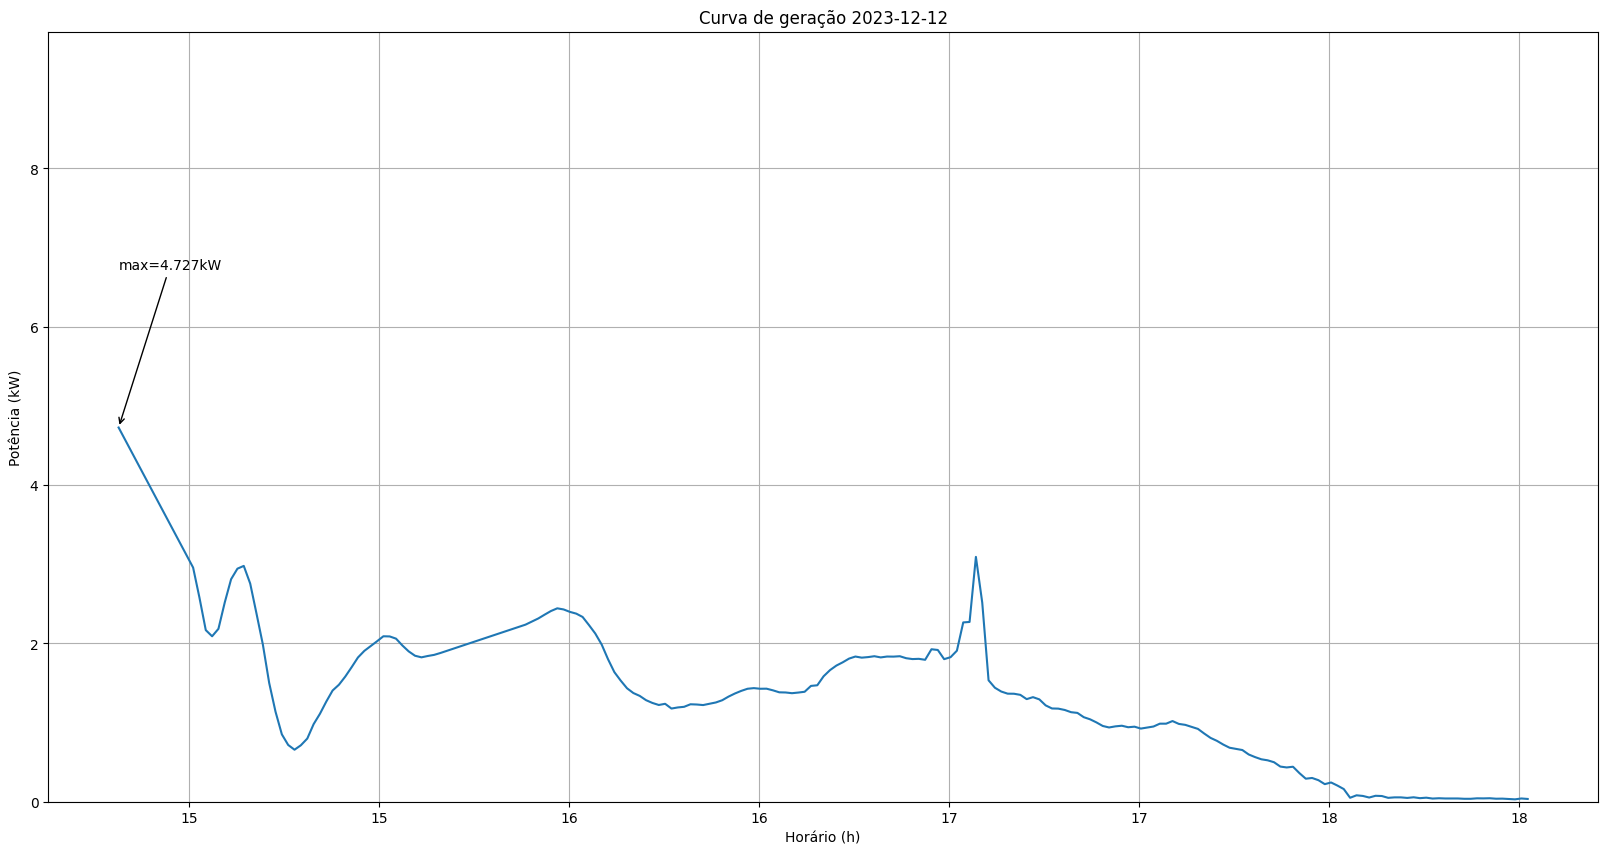 Curva de geração 2023-12-12
8
max=4.727kW
6
4
2
0
Potência (kW)
15 15 16 16 17 17 18 18
Horário (h)